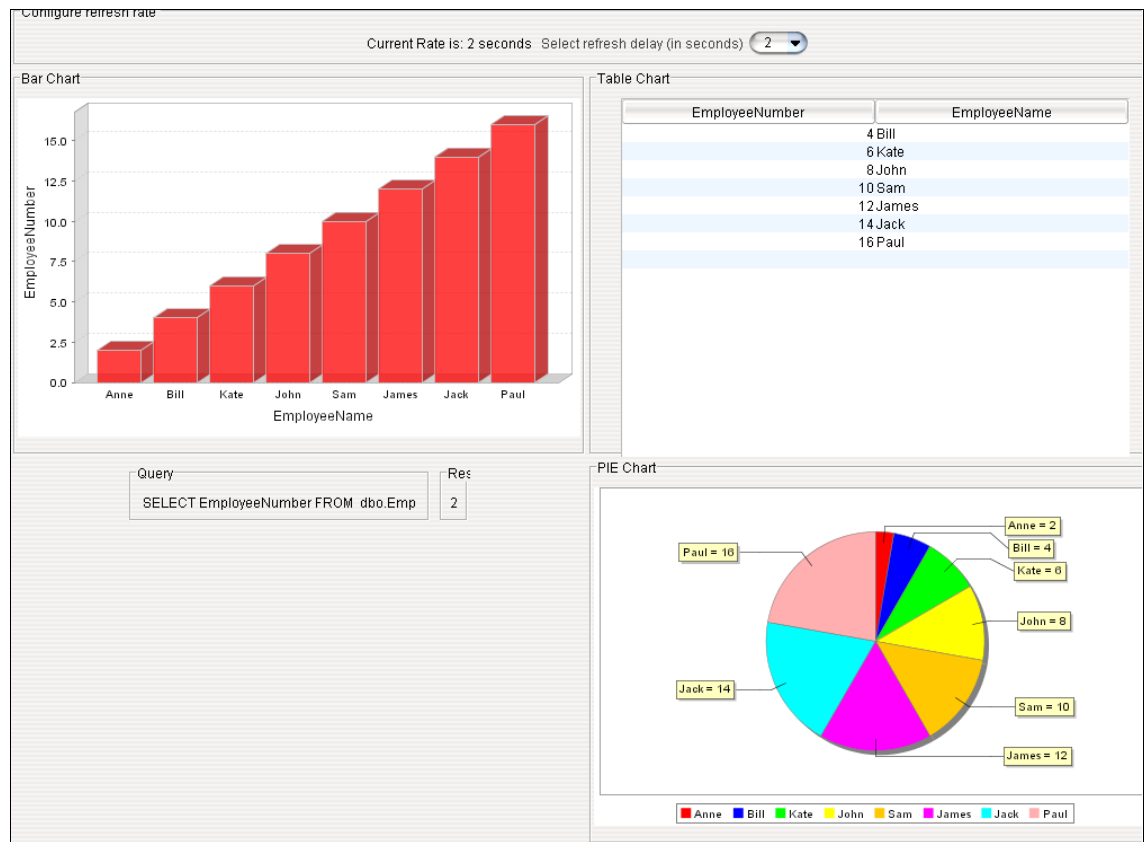 Configure refresh rate
Current Rate is: 2 seconds Select refresh delay (in seconds) 2
Bar Chart
15.0
12.5
10.0
7.5
5.0
2.5
0.0
EmployeeNumber
Anne Bill Kate John Sam James Jack Paul
EmployeeName
Table Chart
EmployeeNumber EmployeeName
4 Bill
6 Kate
8 John
10 Sam
12 James
14 Jack
16 Paul
Query
SELECT EmployeeNumber FROM dbo.Emp
Res
2
PIE Chart
Anne = 2
Bill = 4
Kate = 6
John = 8
Sam = 10
James = 12
Jack = 14
Paul = 16
Anne Bill Kate John Sam James Jack Paul